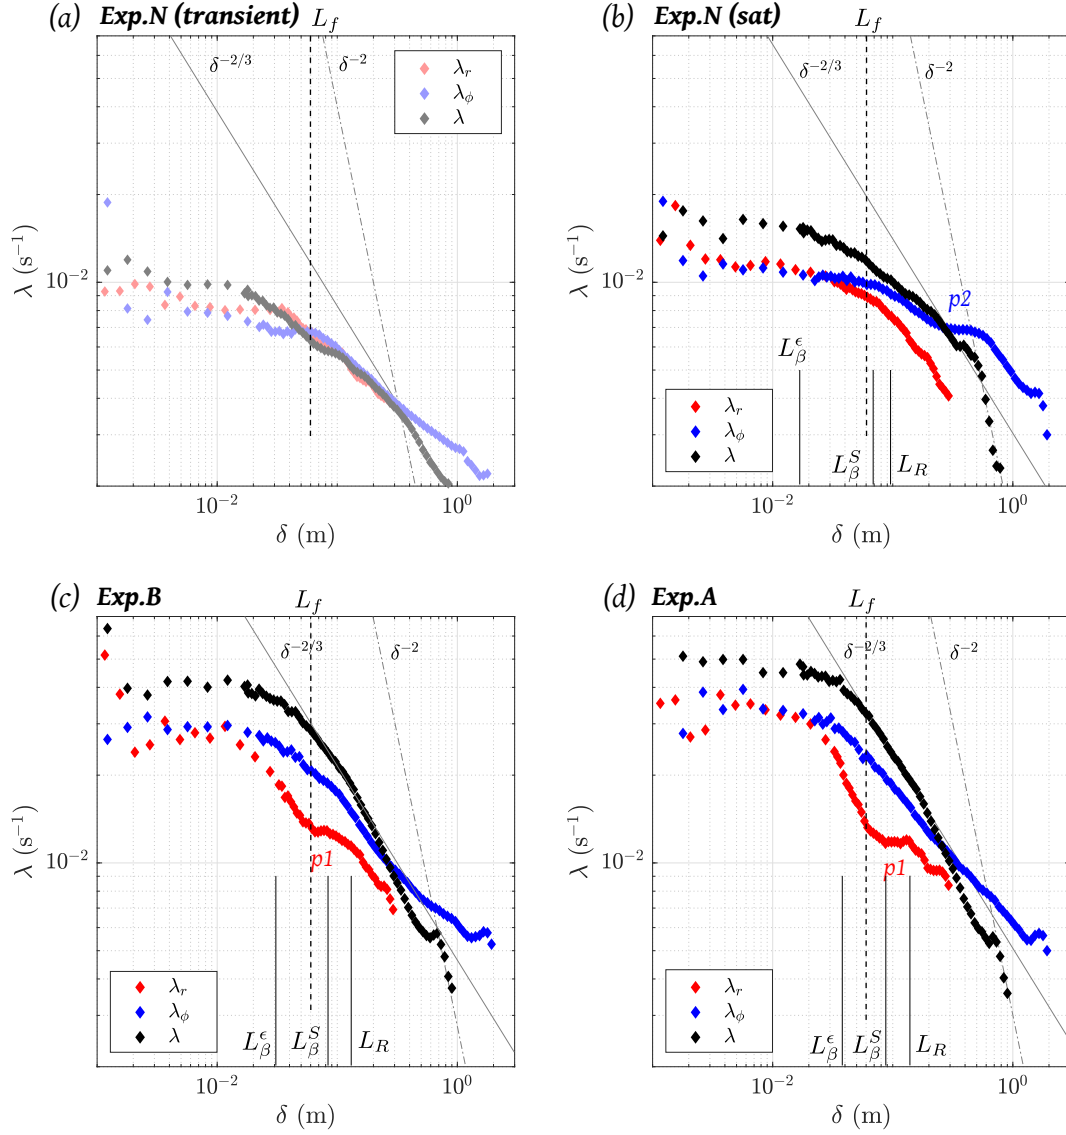 (a) Exp.N (transient) L_f
δ^{-2/3}
δ^{-2}
λ_r
λ_ϕ
λ
λ (s^{-1})
10^{-2}
10^{-2}
10^0
δ (m)
(b) Exp.N (sat) L_f
δ^{-2/3}
δ^{-2}
p2
L_β^ϵ
L_β^S
L_R
λ_r
λ_ϕ
λ
λ (s^{-1})
10^{-2}
10^{-2}
10^0
δ (m)
(c) Exp.B L_f
δ^{-2/3}
δ^{-2}
p1
λ_r
λ_ϕ
λ
L_β^ϵ
L_β^S
L_R
λ (s^{-1})
10^{-2}
10^{-2}
10^0
δ (m)
(d) Exp.A L_f
δ^{-2/3}
δ^{-2}
p1
λ_r
λ_ϕ
λ
L_β^ϵ
L_β^S
L_R
λ (s^{-1})
10^{-2}
10^{-2}
10^0
δ (m)